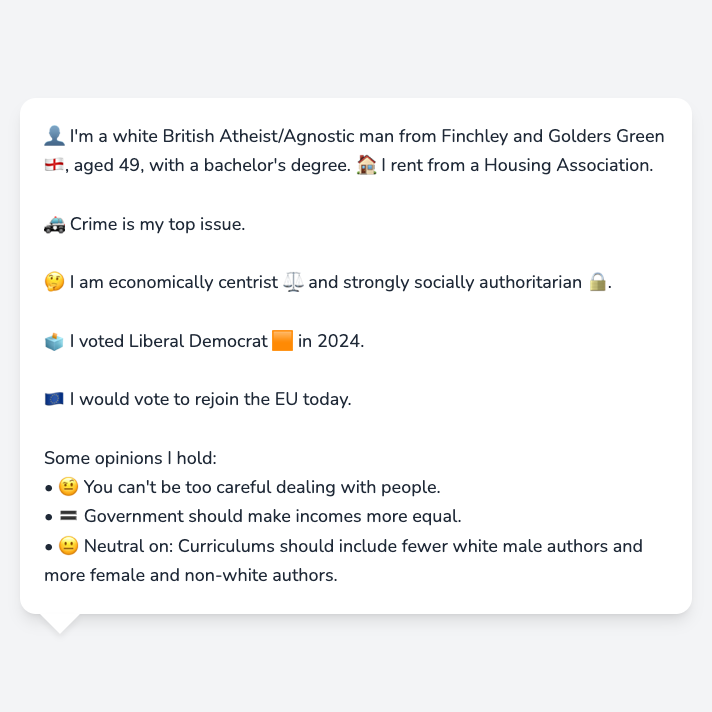 👤 I'm a white British Atheist/Agnostic man from Finchley and Golders Green
🏴󠁧󠁢󠁥󠁮󠁧󠁿, aged 49, with a bachelor's degree. 🏠 I rent from a Housing Association.
🚓 Crime is my top issue.
🤔 I am economically centrist ⚖️ and strongly socially authoritarian 🔒.
🗳️ I voted Liberal Democrat 🟧 in 2024.
🇪🇺 I would vote to rejoin the EU today.
Some opinions I hold:
• 🤨 You can't be too careful dealing with people.
• 🟰 Government should make incomes more equal.
• 😐 Neutral on: Curriculums should include fewer white male authors and
more female and non-white authors.